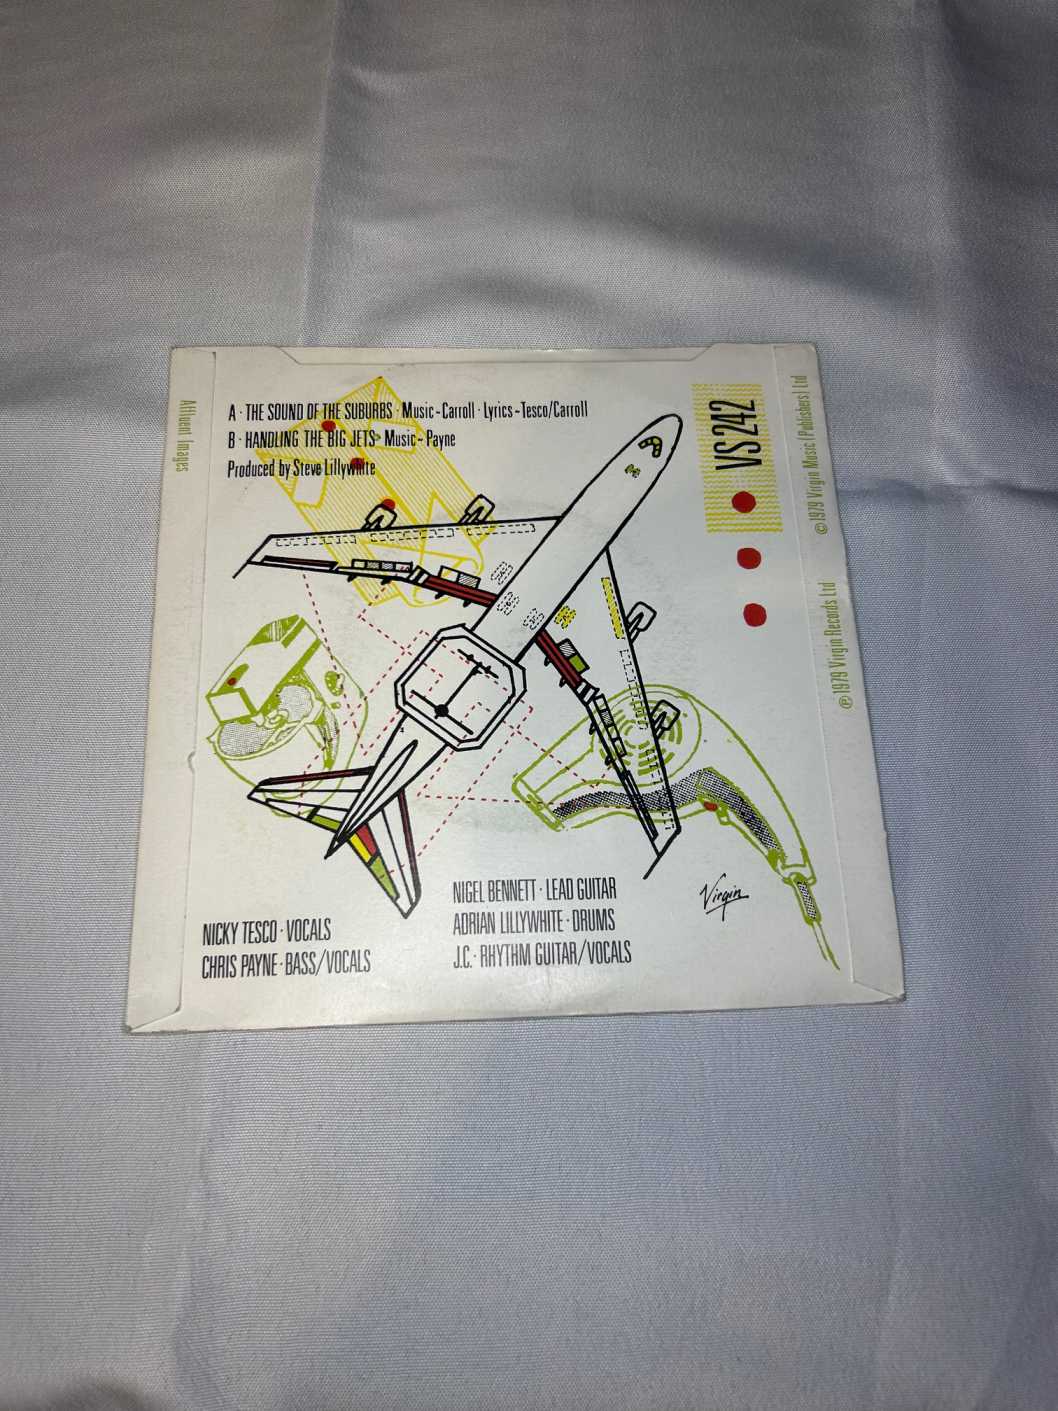 A · THE SOUND OF THE SUBURBS · Music~Carroll · Lyrics~Tesco/Carroll
B · HANDLING THE BIG JETS · Music~Payne
Produced by Steve Lillywhite
VS 242
Affluent Images
© 1979 Virgin Music (Publishers) Ltd
℗ 1979 Virgin Records Ltd
NICKY TESCO · VOCALS
CHRIS PAYNE · BASS/VOCALS
NIGEL BENNETT · LEAD GUITAR
ADRIAN LILLYWHITE · DRUMS
J.C. · RHYTHM GUITAR/VOCALS
Virgin